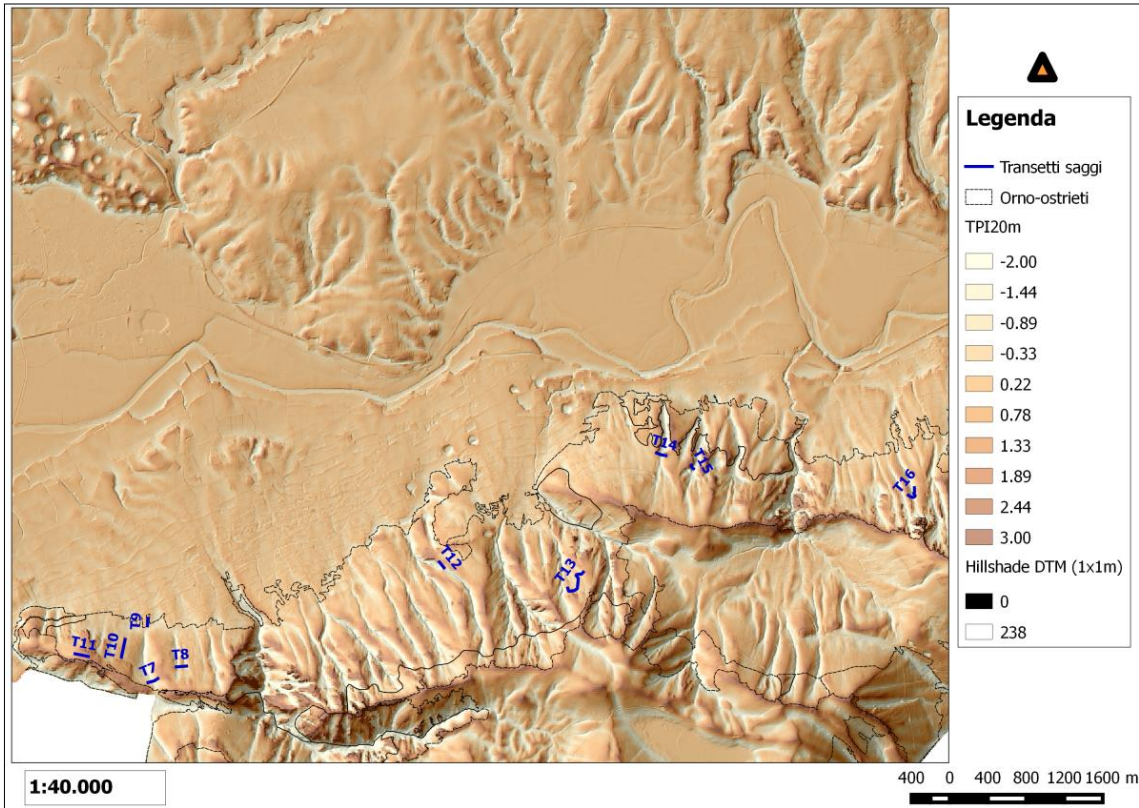 Legenda
Transetti saggi
Orno-ostrieti
TPI20m
-2.00
-1.44
-0.89
-0.33
0.22
0.78
1.33
1.89
2.44
3.00
Hillshade DTM (1x1m)
0
238
T14
T15
T16
T12
T13
T9
T11
T10
T8
T7
1:40.000
400 0 400 800 1200 1600 m